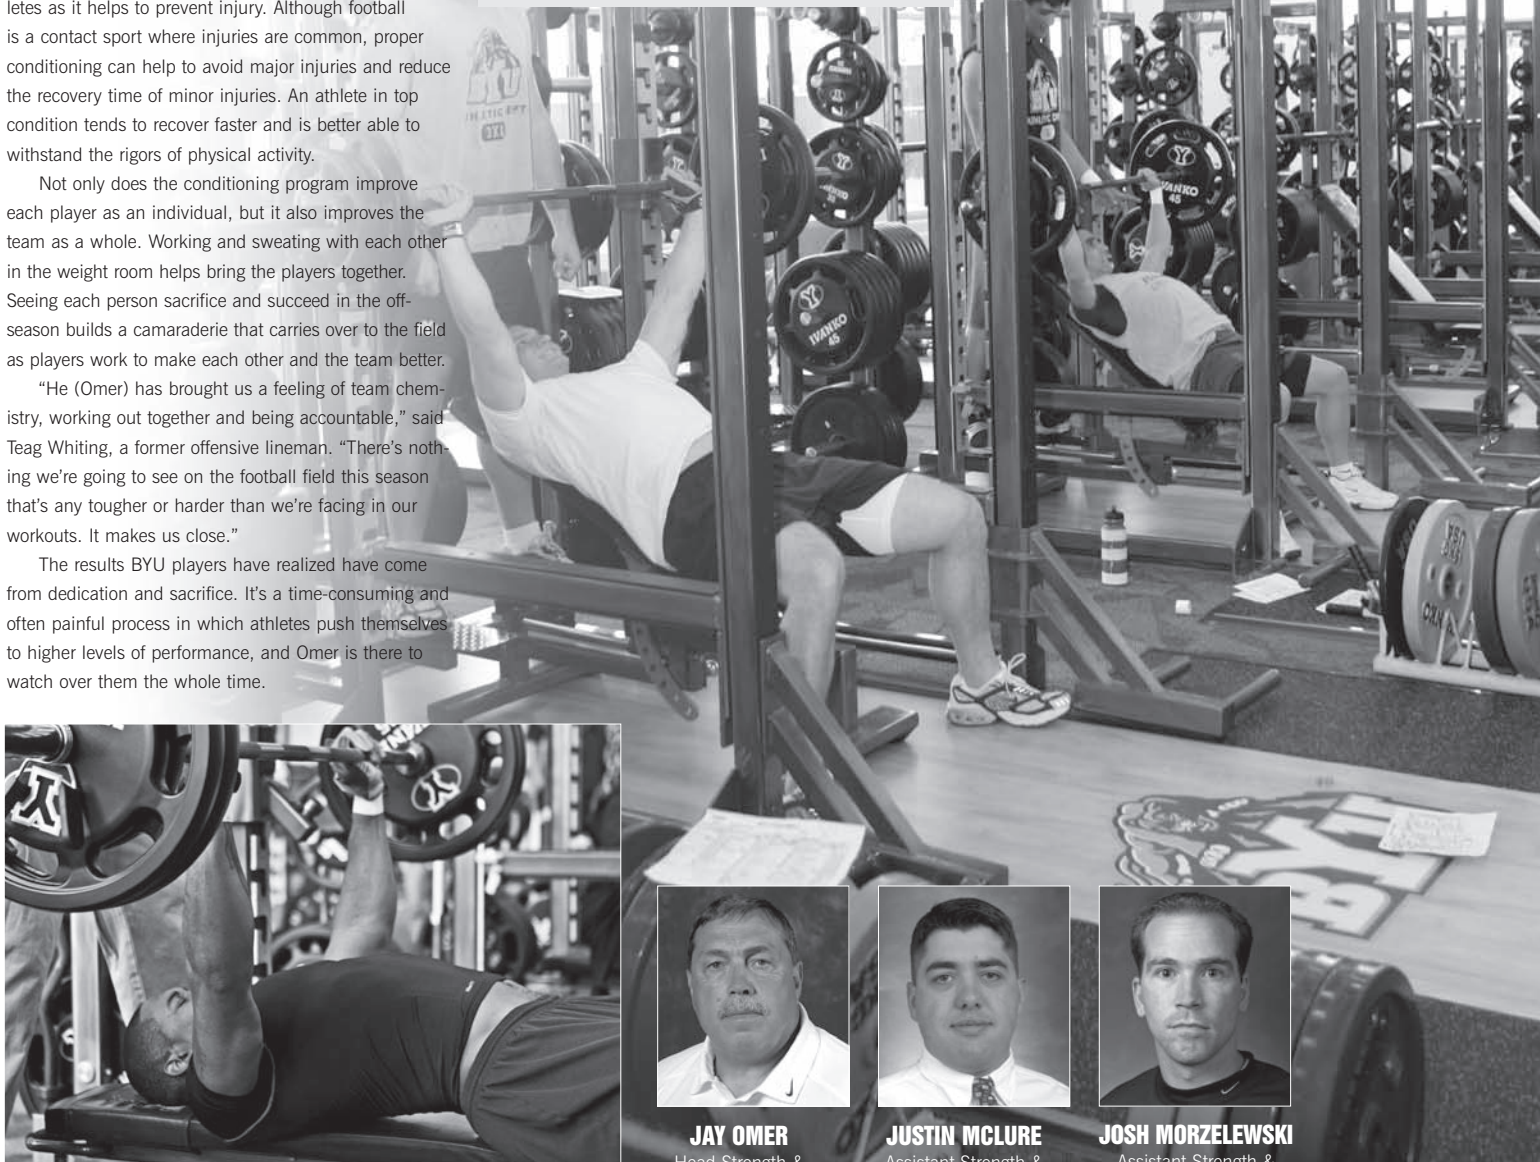 letes as it helps to prevent injury. Although football
is a contact sport where injuries are common, proper
conditioning can help to avoid major injuries and reduce
the recovery time of minor injuries. An athlete in top
condition tends to recover faster and is better able to
withstand the rigors of physical activity.
Not only does the conditioning program improve
each player as an individual, but it also improves the
team as a whole. Working and sweating with each other
in the weight room helps bring the players together.
Seeing each person sacrifice and succeed in the off-
season builds a camaraderie that carries over to the field
as players work to make each other and the team better.
“He (Omer) has brought us a feeling of team chem-
istry, working out together and being accountable,” said
Teag Whiting, a former offensive lineman. “There’s noth-
ing we’re going to see on the football field this season
that’s any tougher or harder than we’re facing in our
workouts. It makes us close.”
The results BYU players have realized have come
from dedication and sacrifice. It’s a time-consuming and
often painful process in which athletes push themselves
to higher levels of performance, and Omer is there to
watch over them the whole time.
BYU
3XL
Y
IVANKO
45
Y
IVANKO
45
BYU
Y
JAY OMER
Head Strength &
JUSTIN MCLURE
Assistant Strength &
JOSH MORZELEWSKI
Assistant Strength &